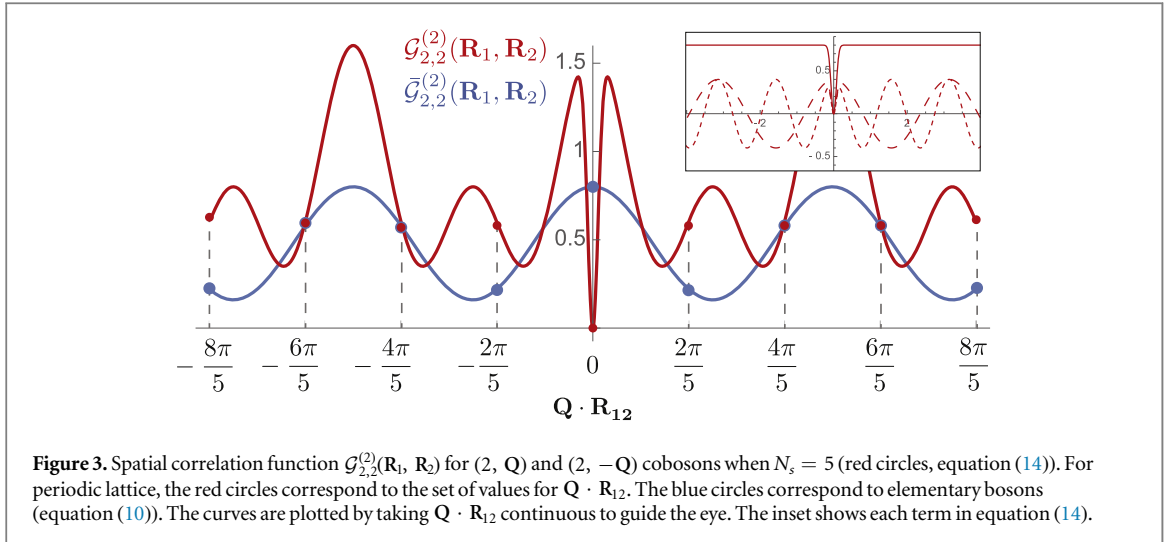 𝒢₂,₂⁽²⁾(R₁, R₂)
𝒢̄₂,₂⁽²⁾(R₁, R₂)
1.5
1
0.5
0.5
-2
2
-0.5
−8π/5 −6π/5 −4π/5 −2π/5 0 2π/5 4π/5 6π/5 8π/5
Q · R₁₂
Figure 3. Spatial correlation function 𝒢₂,₂⁽²⁾(R₁, R₂) for (2, Q) and (2, −Q) cobosons when Nₛ = 5 (red circles, equation (14)). For
periodic lattice, the red circles correspond to the set of values for Q · R₁₂. The blue circles correspond to elementary bosons
(equation (10)). The curves are plotted by taking Q · R₁₂ continuous to guide the eye. The inset shows each term in equation (14).